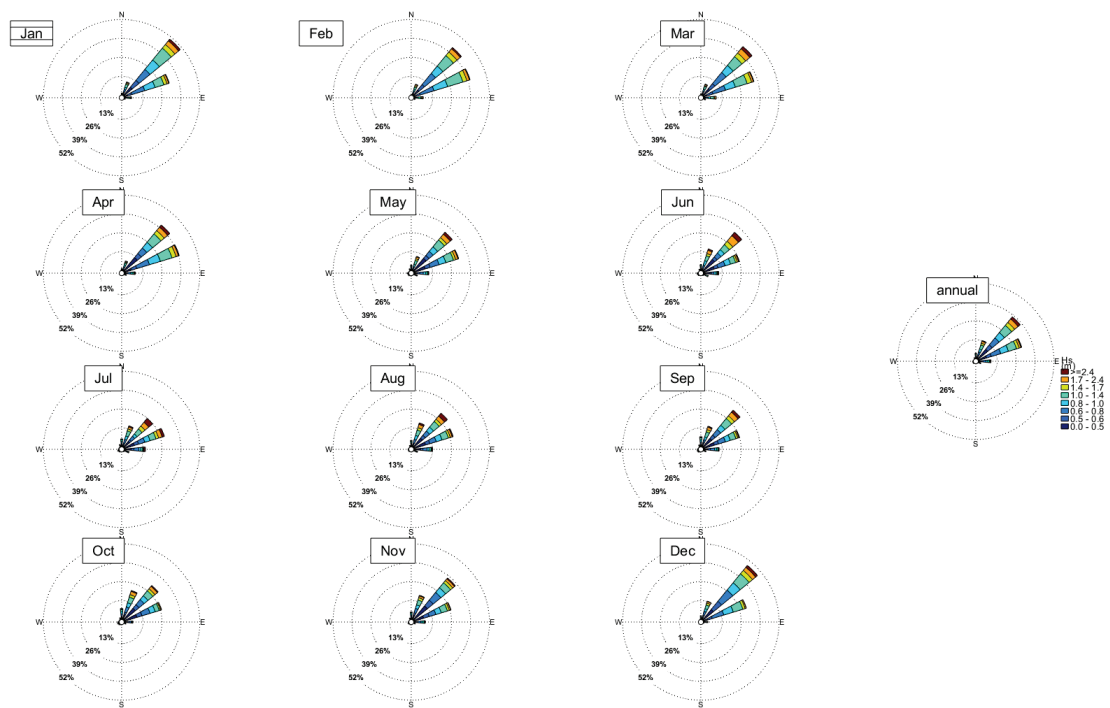 Jan
N
W
E
S
13%
26%
39%
52%
Feb
N
W
E
S
13%
26%
39%
52%
Mar
W
E
S
13%
26%
39%
52%
Apr
N
W
E
S
13%
26%
39%
52%
May
N
W
E
S
13%
26%
39%
52%
Jun
N
W
E
S
13%
26%
39%
52%
annual
N
W
E
S
13%
26%
39%
52%
Hs
(m)
>=2.4
1.7 - 2.4
1.4 - 1.7
1.0 - 1.4
0.8 - 1.0
0.6 - 0.8
0.5 - 0.6
0.0 - 0.5
Jul
N
W
E
S
13%
26%
39%
52%
Aug
N
W
E
S
13%
26%
39%
52%
Sep
N
W
E
S
13%
26%
39%
52%
Oct
N
W
E
S
13%
26%
39%
52%
Nov
N
W
E
S
13%
26%
39%
52%
Dec
N
W
E
S
13%
26%
39%
52%